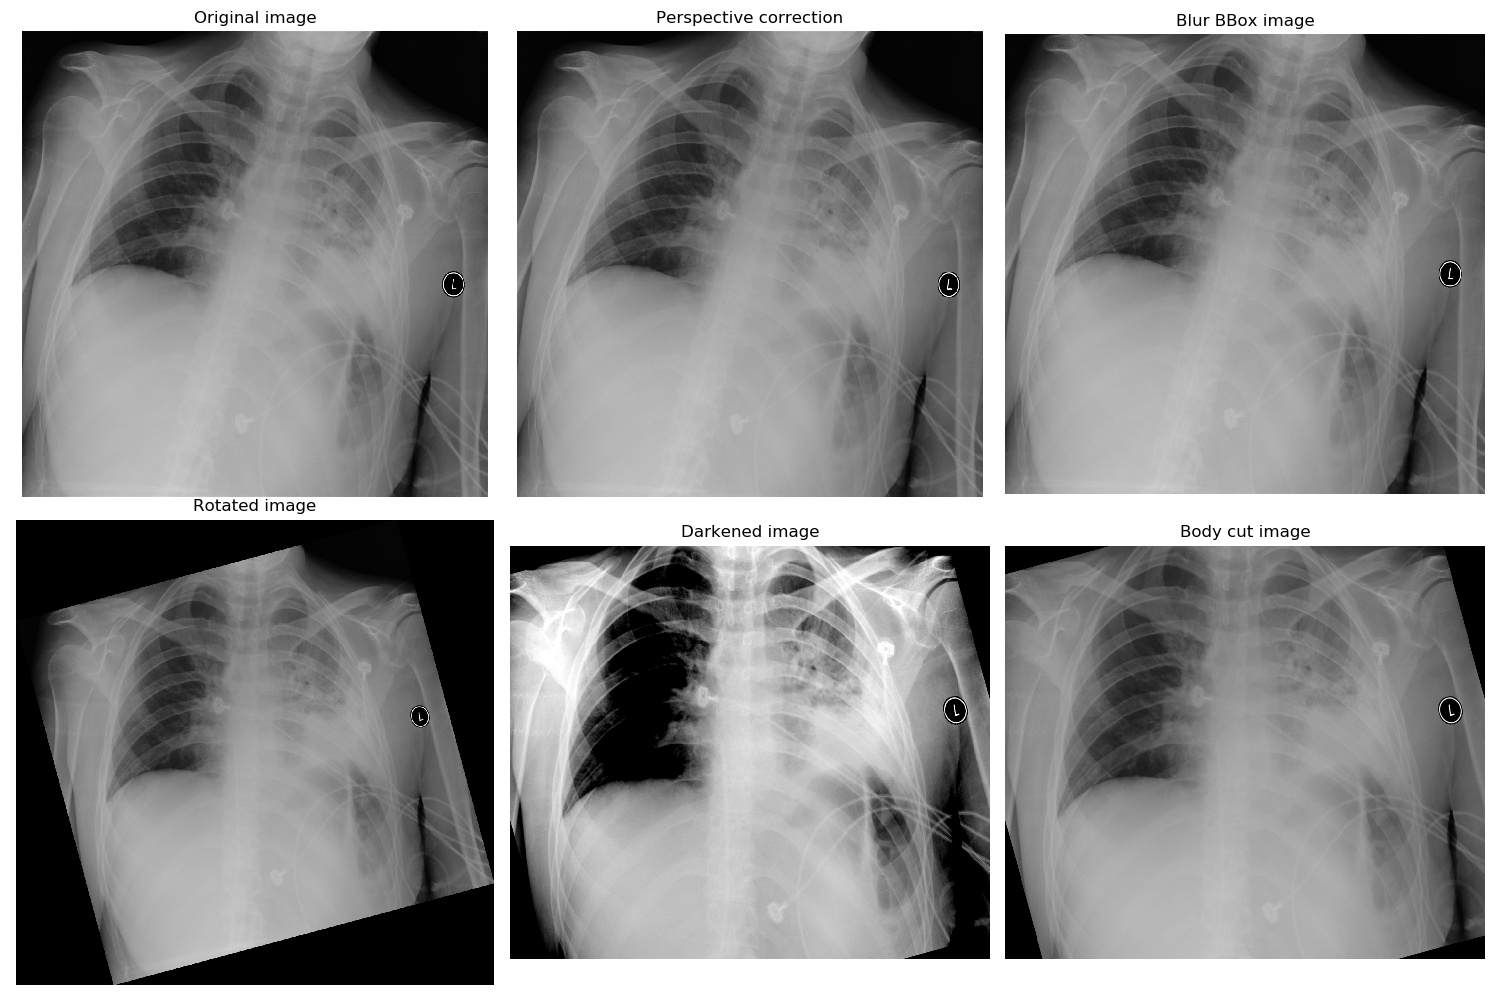 Original image
Perspective correction
Blur BBox image
L
L
L
Rotated image
Darkened image
Body cut image
L
L
L